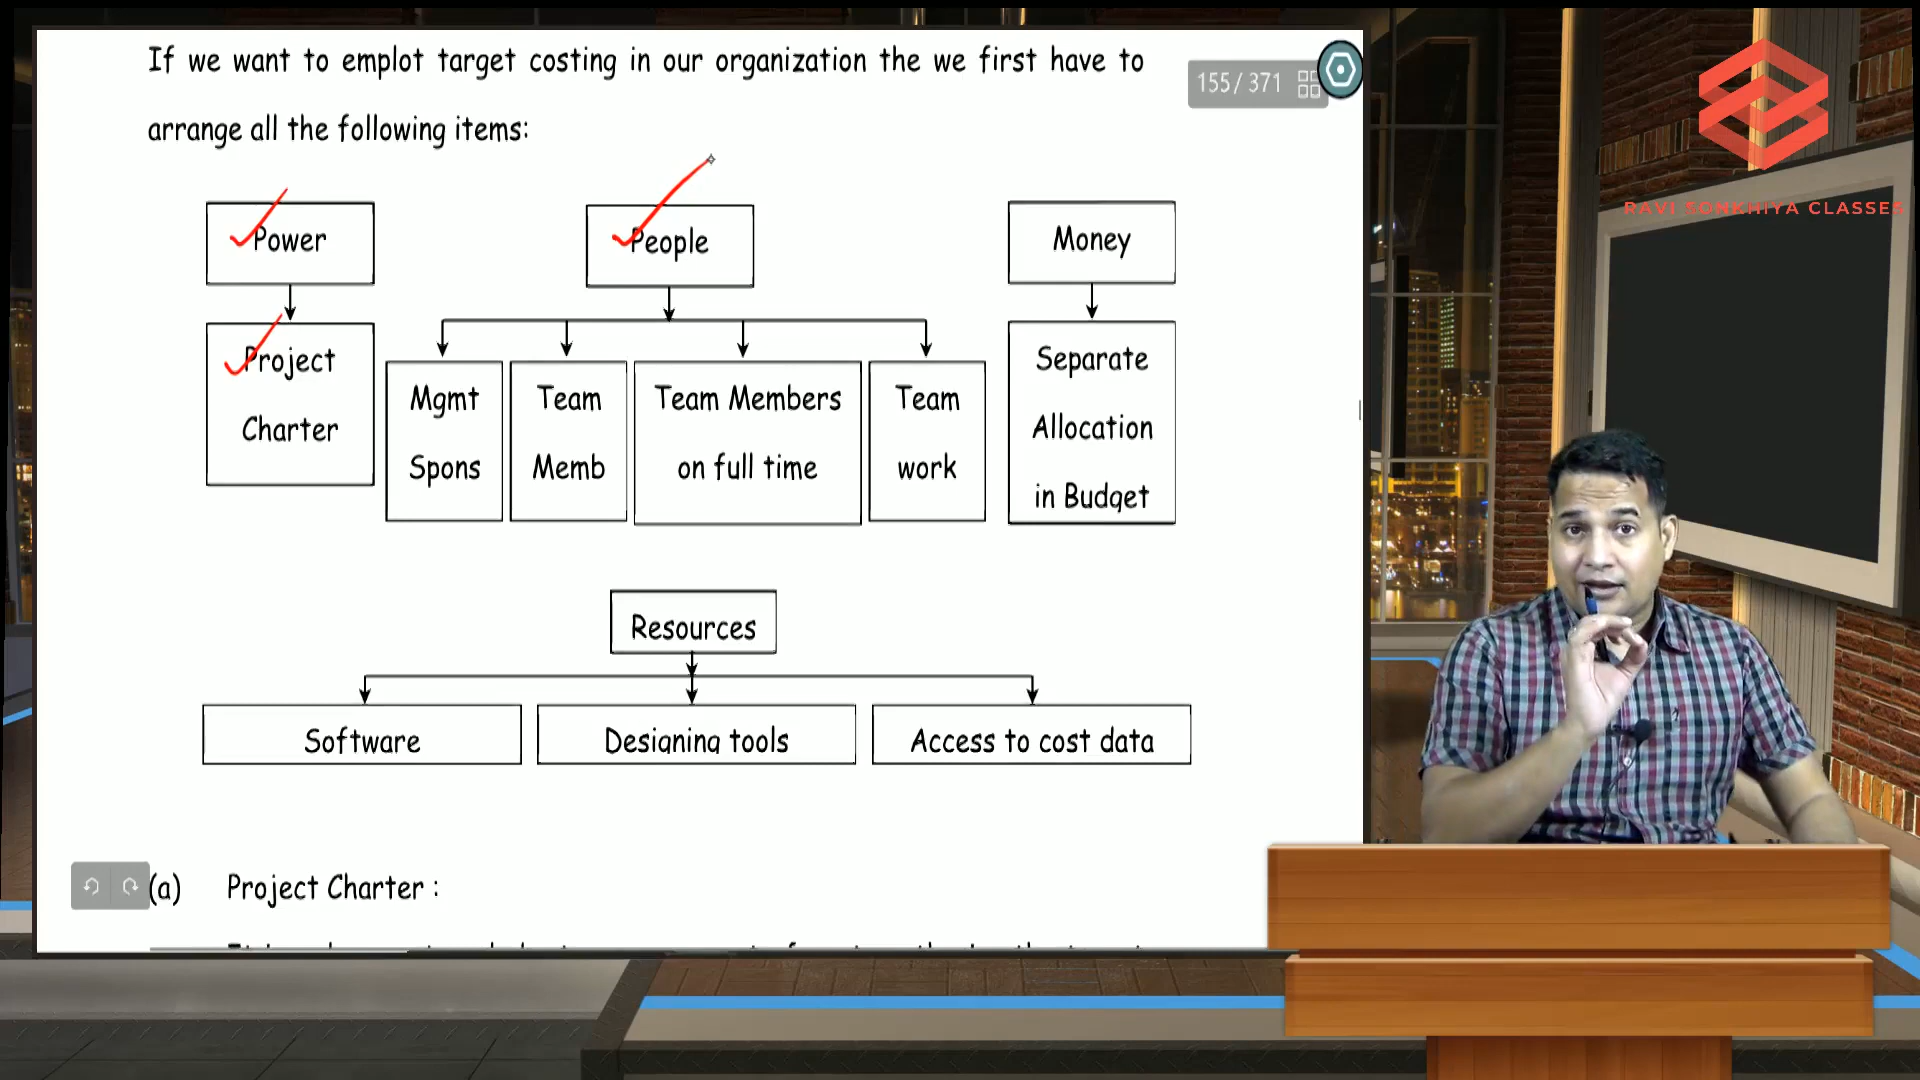 If we want to emplot target costing in our organization the we first have to
arrange all the following items:
155/ 371
RAVI SONKHIYA CLASSES
Power
People
Money
Project
Charter
Mgmt
Spons
Team
Memb
Team Members
on full time
Team
work
Separate
Allocation
in Budget
Resources
Software
Designing tools
Access to cost data
(a) Project Charter :